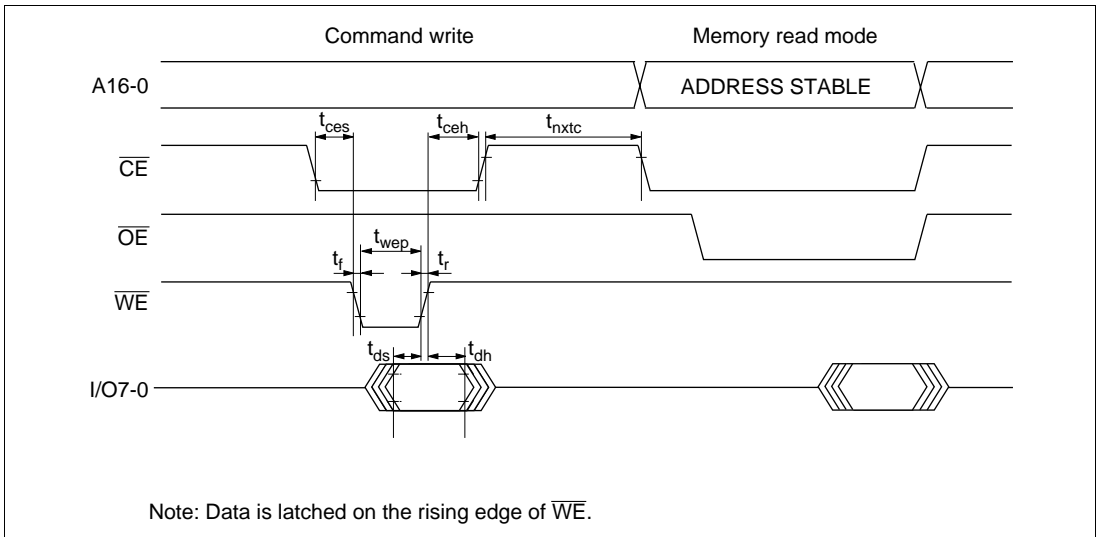 Command write
Memory read mode
A16-0
ADDRESS STABLE
tces
tceh
tnxtc
CE
OE
twep
tf
tr
WE
tds
tdh
I/O7-0
Note: Data is latched on the rising edge of WE.